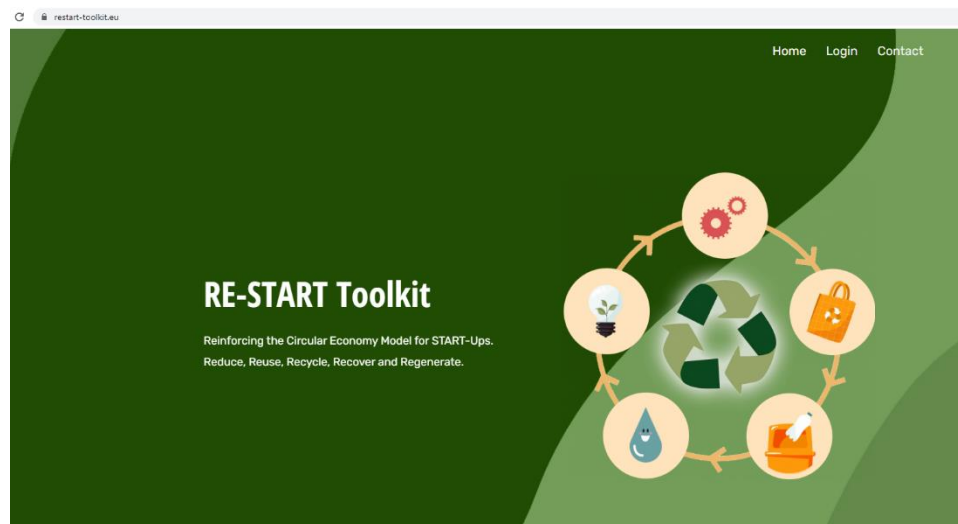 restart-toolkit.eu
Home Login Contact
RE-START Toolkit
Reinforcing the Circular Economy Model for START-Ups.
Reduce, Reuse, Recycle, Recover and Regenerate.